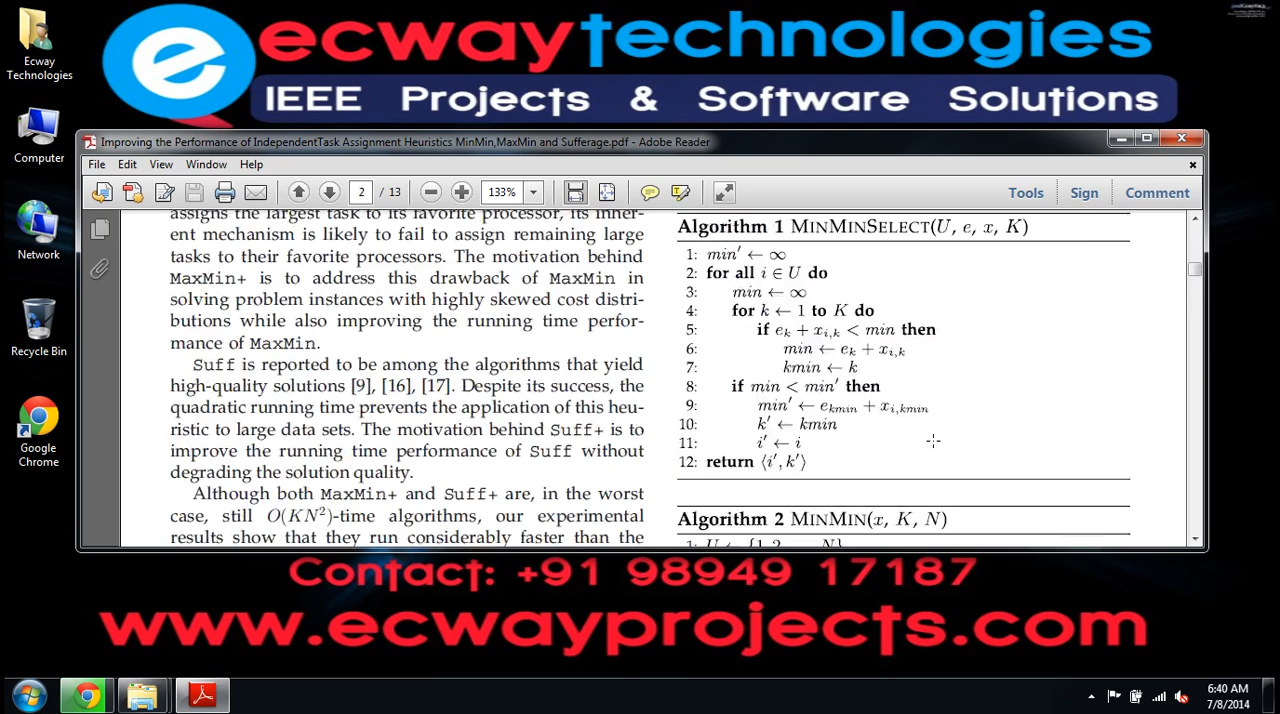 ecwaytechnologies
IEEE Projects & Software Solutions
Ecway
Technologies
Computer
Network
Recycle Bin
Google
Chrome
Improving the Performance of IndependentTask Assignment Heuristics MinMin,MaxMin and Sufferage.pdf - Adobe Reader
File Edit View Window Help
2 / 13 133% Tools Sign Comment
assigns the largest task to its favorite processor, its inher-
ent mechanism is likely to fail to assign remaining large
tasks to their favorite processors. The motivation behind
MaxMin+ is to address this drawback of MaxMin in
solving problem instances with highly skewed cost distri-
butions while also improving the running time perfor-
mance of MaxMin.
Suff is reported to be among the algorithms that yield
high-quality solutions [9], [16], [17]. Despite its success, the
quadratic running time prevents the application of this heu-
ristic to large data sets. The motivation behind Suff+ is to
improve the running time performance of Suff without
degrading the solution quality.
Although both MaxMin+ and Suff+ are, in the worst
case, still O(KN²)-time algorithms, our experimental
results show that they run considerably faster than the
Algorithm 1 MINMINSELECT(U, e, x, K)
1: min′ ← ∞
2: for all i ∈ U do
3: min ← ∞
4: for k ← 1 to K do
5: if eₖ + xᵢ,ₖ < min then
6: min ← eₖ + xᵢ,ₖ
7: kmin ← k
8: if min < min′ then
9: min′ ← e_kmin + x_i,kmin
10: k′ ← kmin
11: i′ ← i
12: return ⟨i′, k′⟩
Algorithm 2 MINMIN(x, K, N)
1: U ← {1, 2, ..., N}
Contact: +91 98949 17187
www.ecwayprojects.com
6:40 AM
7/8/2014